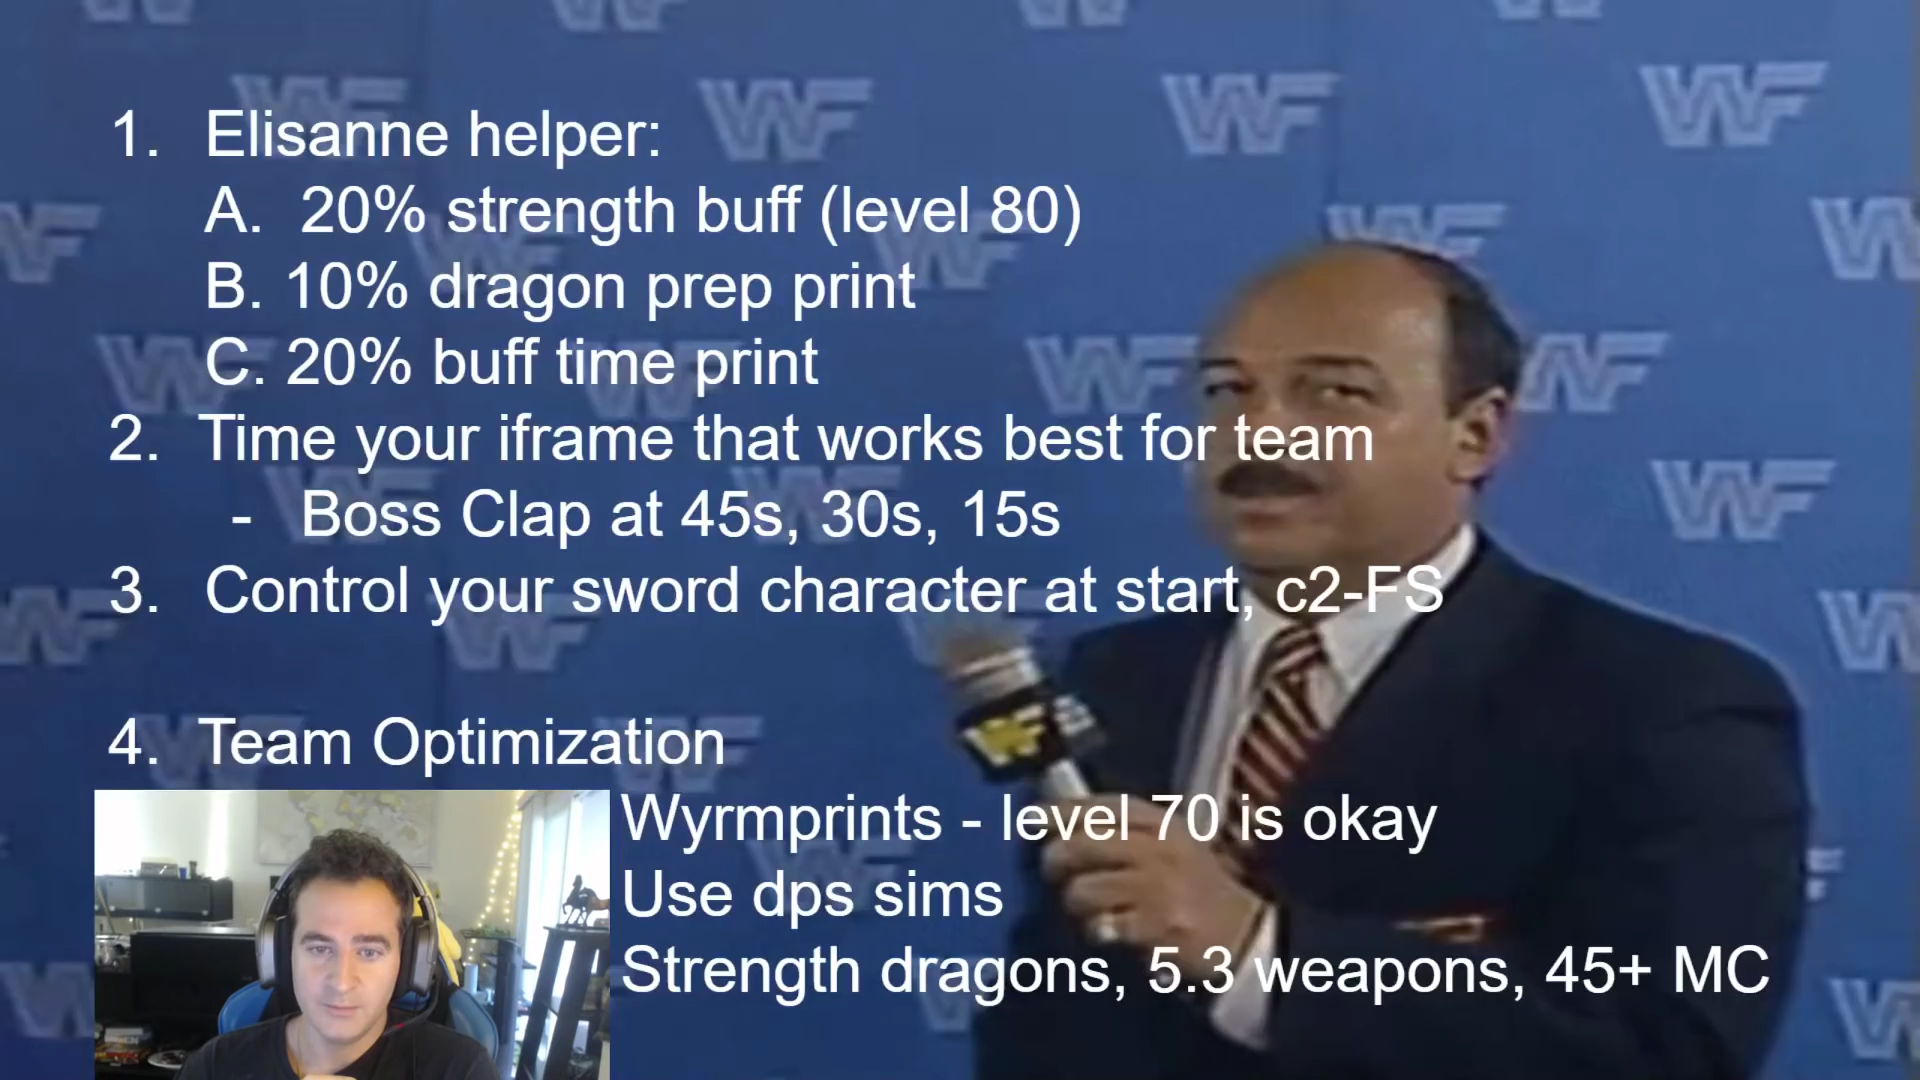 1. Elisanne helper:
A. 20% strength buff (level 80)
B. 10% dragon prep print
C. 20% buff time print
2. Time your iframe that works best for team
- Boss Clap at 45s, 30s, 15s
3. Control your sword character at start, c2-FS
4. Team Optimization
Wyrmprints - level 70 is okay
Use dps sims
Strength dragons, 5.3 weapons, 45+ MC